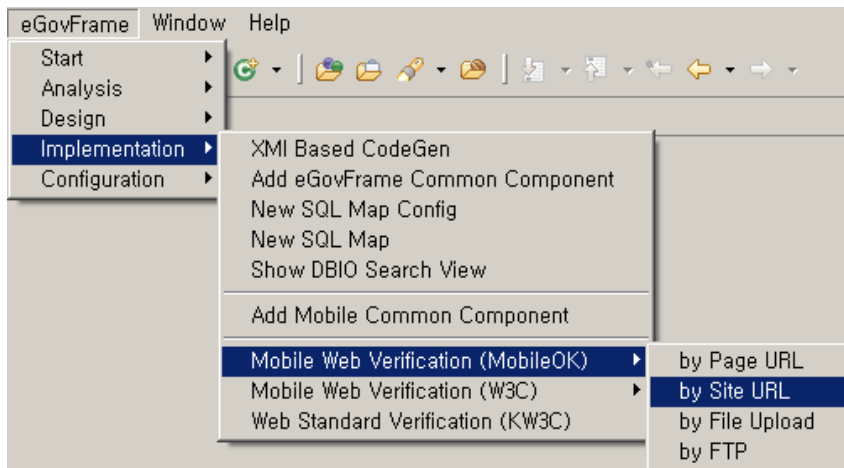 eGovFrame Window Help
Start
Analysis
Design
Implementation
Configuration
XMI Based CodeGen
Add eGovFrame Common Component
New SQL Map Config
New SQL Map
Show DBIO Search View
Add Mobile Common Component
Mobile Web Verification (MobileOK)
Mobile Web Verification (W3C)
Web Standard Verification (KW3C)
by Page URL
by Site URL
by File Upload
by FTP